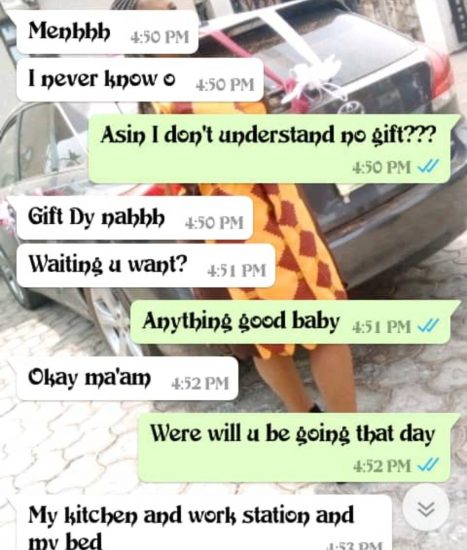 Menhhh
4:50 PM
I never know o 4:50 PM
Asin I don't understand no gift???
4:50 PM
Gift Dy nahhh 4:50 PM
Waiting u want? 4:51 PM
Anything good baby 4:51 PM
Okay ma'am 4:52 PM
Were will u be going that day
4:52 PM
My kitchen and work station and
my bed 4:53 PM